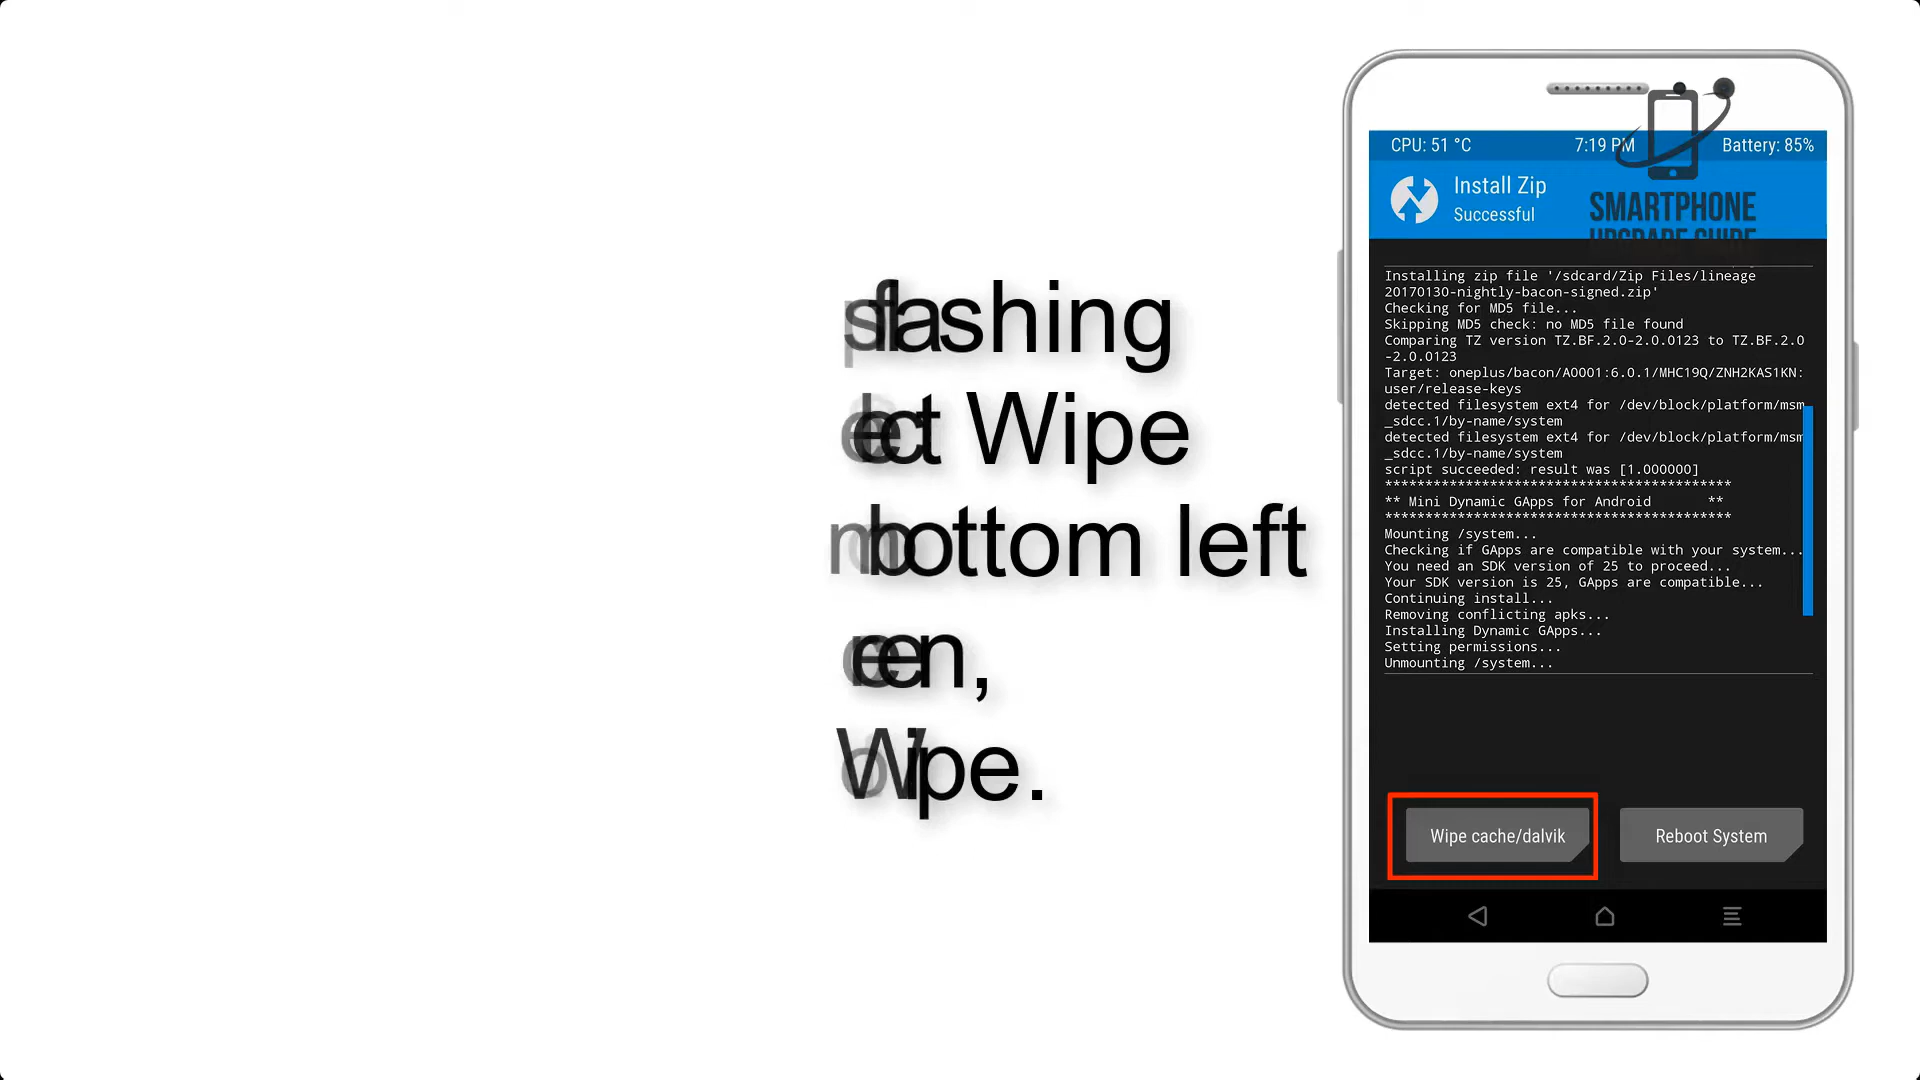 flashing
Wipe
bottom left
Wipe.
CPU: 51 °C 7:19 PM Battery: 85%
Install Zip
Successful
SMARTPHONE
UPGRADE GUIDE
Installing zip file '/sdcard/Zip Files/lineage
20170130-nightly-bacon-signed.zip'
Checking for MD5 file...
Skipping MD5 check: no MD5 file found
Comparing TZ version TZ.BF.2.0-2.0.0123 to TZ.BF.2.0
-2.0.0123
Target: oneplus/bacon/A0001:6.0.1/MHC19Q/ZNH2KAS1KN:
user/release-keys
detected filesystem ext4 for /dev/block/platform/msm
_sdcc.1/by-name/system
detected filesystem ext4 for /dev/block/platform/msm
_sdcc.1/by-name/system
script succeeded: result was [1.000000]
******************************************
** Mini Dynamic GApps for Android **
******************************************
Mounting /system...
Checking if GApps are compatible with your system...
You need an SDK version of 25 to proceed...
Your SDK version is 25, GApps are compatible...
Continuing install...
Removing conflicting apks...
Installing Dynamic GApps...
Setting permissions...
Unmounting /system...
Wipe cache/dalvik Reboot System